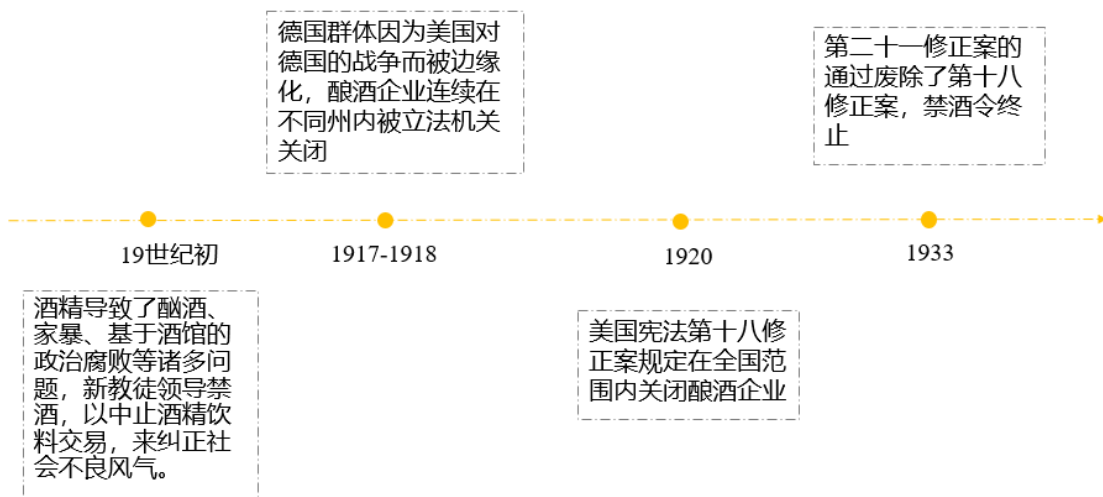 德国群体因为美国对
德国的战争而被边缘
化，酿酒企业连续在
不同州内被立法机关
关闭
第二十一修正案的
通过废除了第十八
修正案，禁酒令终
止
19世纪初
1917-1918
1920
1933
酒精导致了酗酒、
家暴、基于酒馆的
政治腐败等诸多问
题，新教徒领导禁
酒，以中止酒精饮
料交易，来纠正社
会不良风气。
美国宪法第十八修
正案规定在全国范
围内关闭酿酒企业